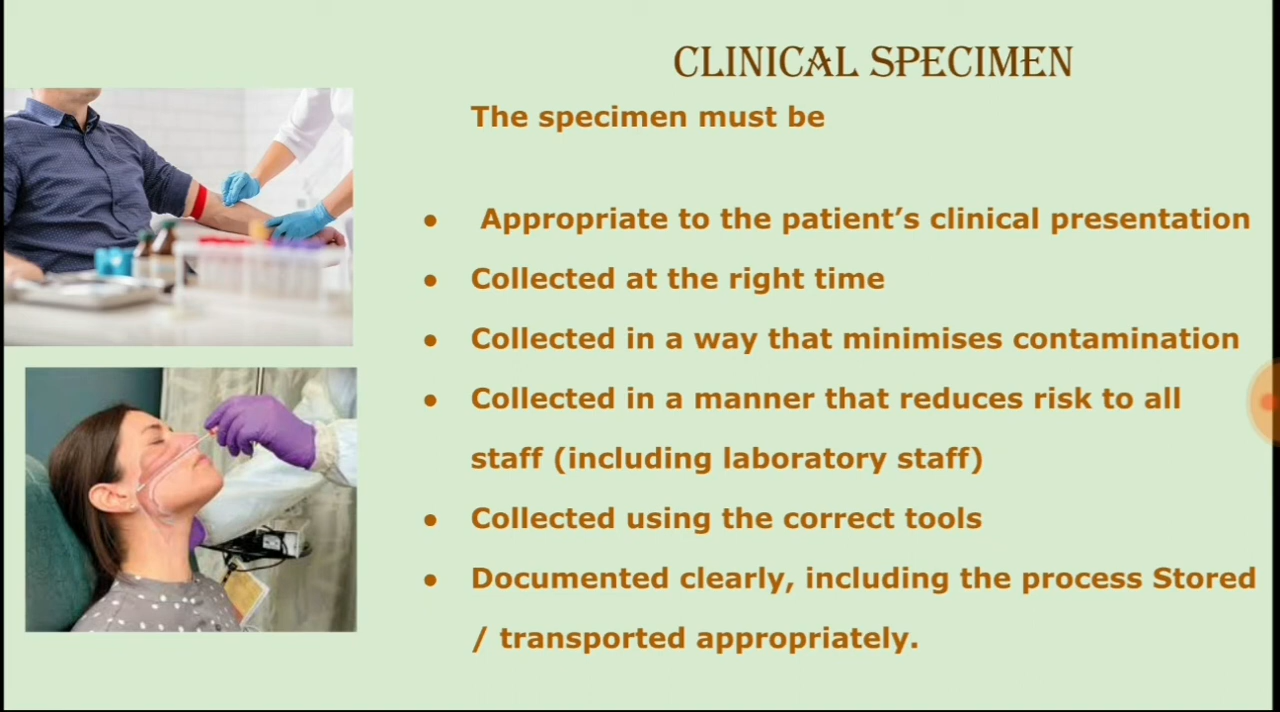 CLINICAL SPECIMEN
The specimen must be
● Appropriate to the patient’s clinical presentation
● Collected at the right time
● Collected in a way that minimises contamination
● Collected in a manner that reduces risk to all
staff (including laboratory staff)
● Collected using the correct tools
● Documented clearly, including the process Stored
/ transported appropriately.